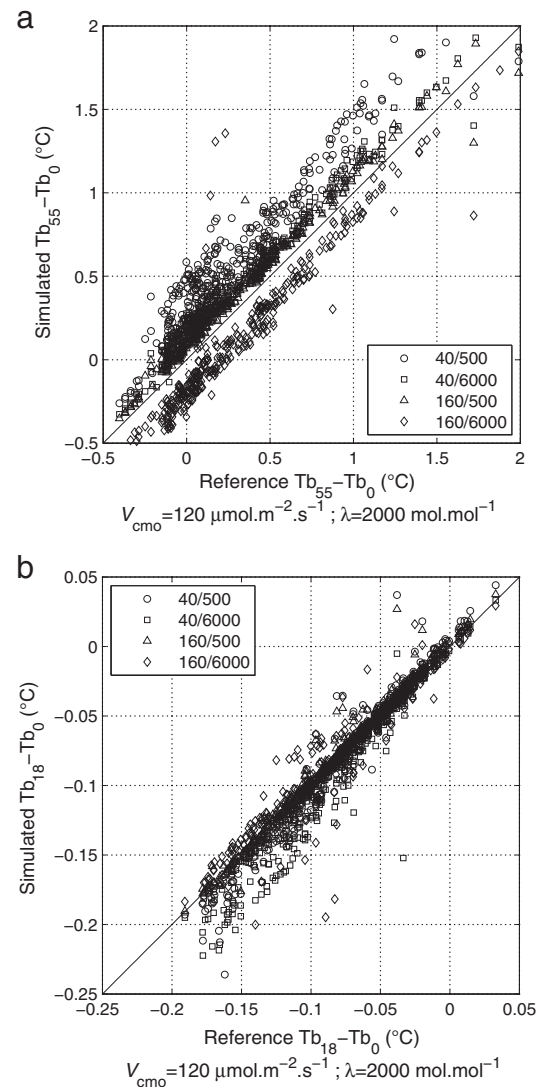 a
2
1.5
1
0.5
0
−0.5
Simulated Tb55−Tb0 (°C)
40/500
40/6000
160/500
160/6000
−0.5 0 0.5 1 1.5 2
Reference Tb55−Tb0 (°C)
Vcmo=120 μmol.m−2.s−1 ; λ=2000 mol.mol−1
b
0.05
0
−0.05
−0.1
−0.15
−0.2
−0.25
Simulated Tb18−Tb0 (°C)
40/500
40/6000
160/500
160/6000
−0.25 −0.2 −0.15 −0.1 −0.05 0 0.05
Reference Tb18−Tb0 (°C)
Vcmo=120 μmol.m−2.s−1 ; λ=2000 mol.mol−1